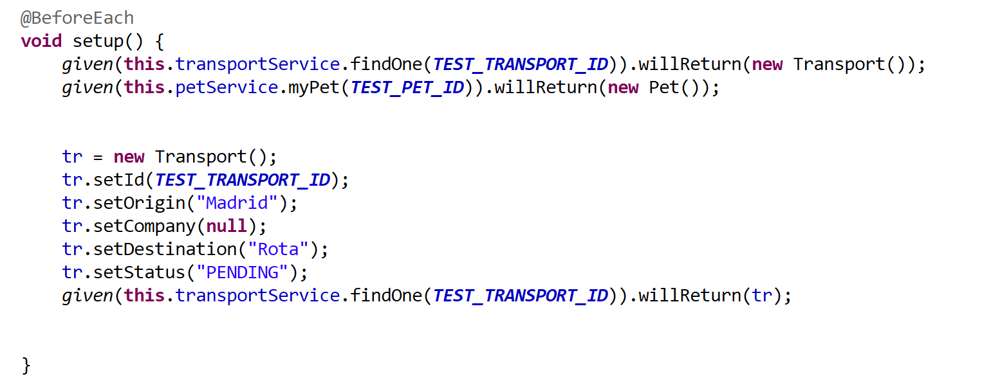 @BeforeEach
void setup() {
given(this.transportService.findOne(TEST_TRANSPORT_ID)).willReturn(new Transport());
given(this.petService.myPet(TEST_PET_ID)).willReturn(new Pet());
tr = new Transport();
tr.setId(TEST_TRANSPORT_ID);
tr.setOrigin("Madrid");
tr.setCompany(null);
tr.setDestination("Rota");
tr.setStatus("PENDING");
given(this.transportService.findOne(TEST_TRANSPORT_ID)).willReturn(tr);
}